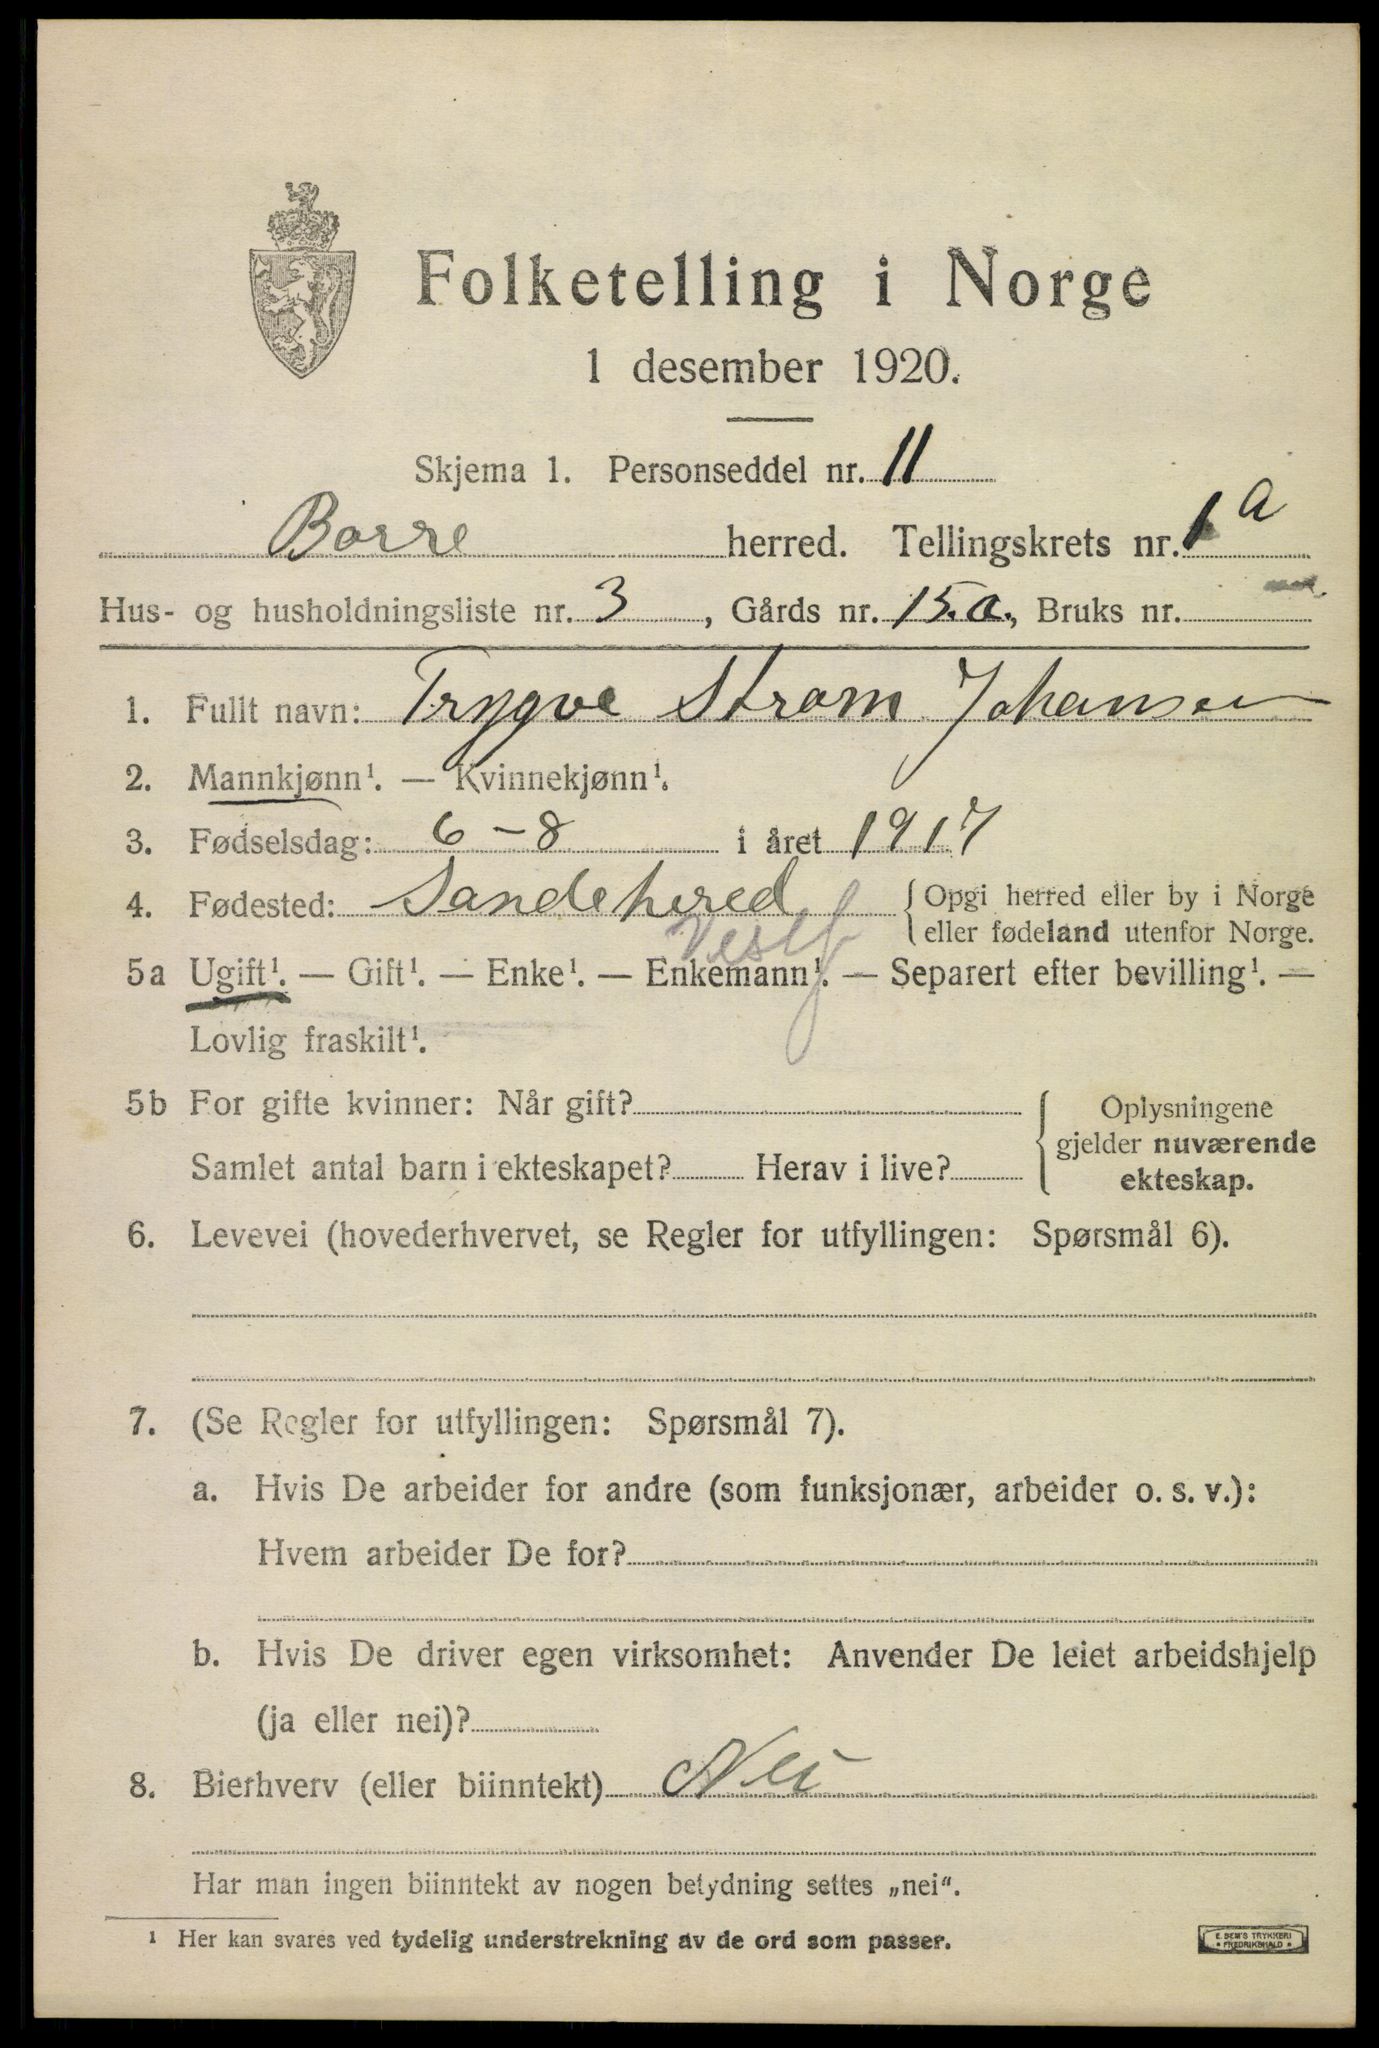 Folketelling i Norge
1 desember 1920.
Skjema 1. Personseddel nr. 11
Borre herred. Tellingskrets nr. 1 a
Hus- og husholdningsliste nr. 3, Gårds nr. 15.a., Bruks nr.
1. Fullt navn: Trygve Strøm Johansen
2. Mannkjønn¹. — Kvinnekjønn¹.
3. Fødselsdag: 6-8 i året 1917
4. Fødested: Sandehered {Opgi herred eller by i Norge
eller fødeland utenfor Norge.
Vestf
5a Ugift¹. — Gift¹. — Enke¹. — Enkemann¹. — Separert efter bevilling¹. —
Lovlig fraskilt¹.
5b For gifte kvinner: Når gift? {Oplysningene
gjelder nuværende
Samlet antal barn i ekteskapet? Herav i live?
ekteskap.
6. Levevei (hovederhvervet, se Regler for utfyllingen: Spørsmål 6).
7. (Se Regler for utfyllingen: Spørsmål 7).
a. Hvis De arbeider for andre (som funksjonær, arbeider o. s. v.):
Hvem arbeider De for?
b. Hvis De driver egen virksomhet: Anvender De leiet arbeidshjelp
(ja eller nei)?
8. Bierhverv (eller biinntekt) Nei
Har man ingen biinntekt av nogen betydning settes „nei“.
¹ Her kan svares ved tydelig understrekning av de ord som passer.
E. SEM'S TRYKKERI
• FREDRIKSHALD •